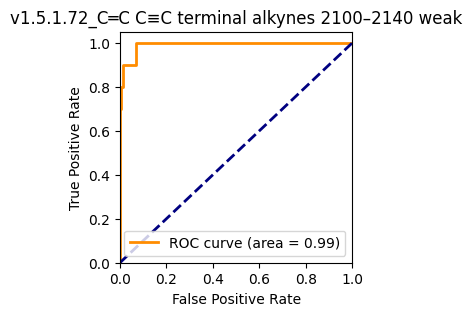 v1.5.1.72_C═C C≡C terminal alkynes 2100–2140 weak
1.0
0.8
0.6
0.4
0.2
0.0
True Positive Rate
ROC curve (area = 0.99)
0.0 0.2 0.4 0.6 0.8 1.0
False Positive Rate